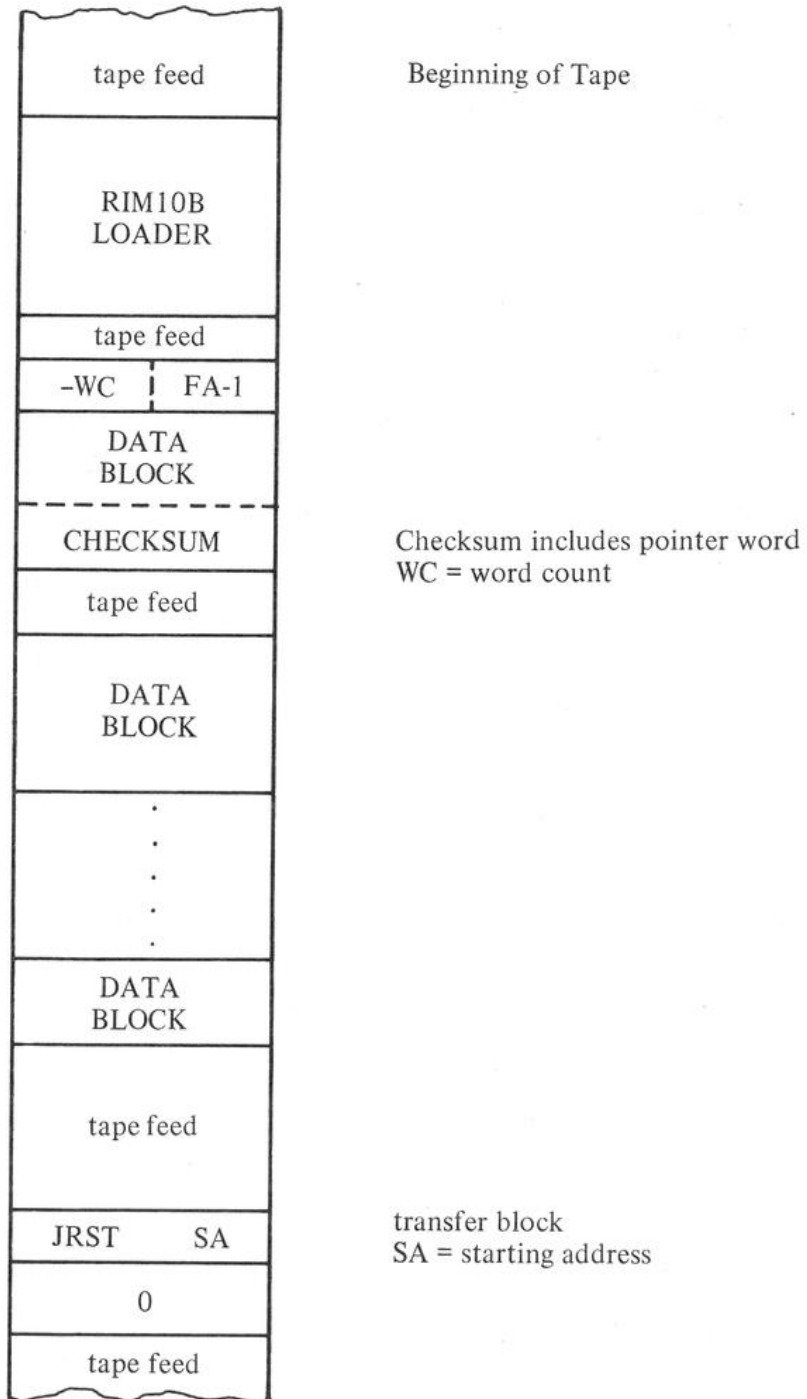 tape feed
Beginning of Tape
RIM10B
LOADER
tape feed
-WC FA-1
DATA
BLOCK
CHECKSUM
Checksum includes pointer word
WC = word count
tape feed
DATA
BLOCK
DATA
BLOCK
tape feed
JRST SA
transfer block
SA = starting address
0
tape feed